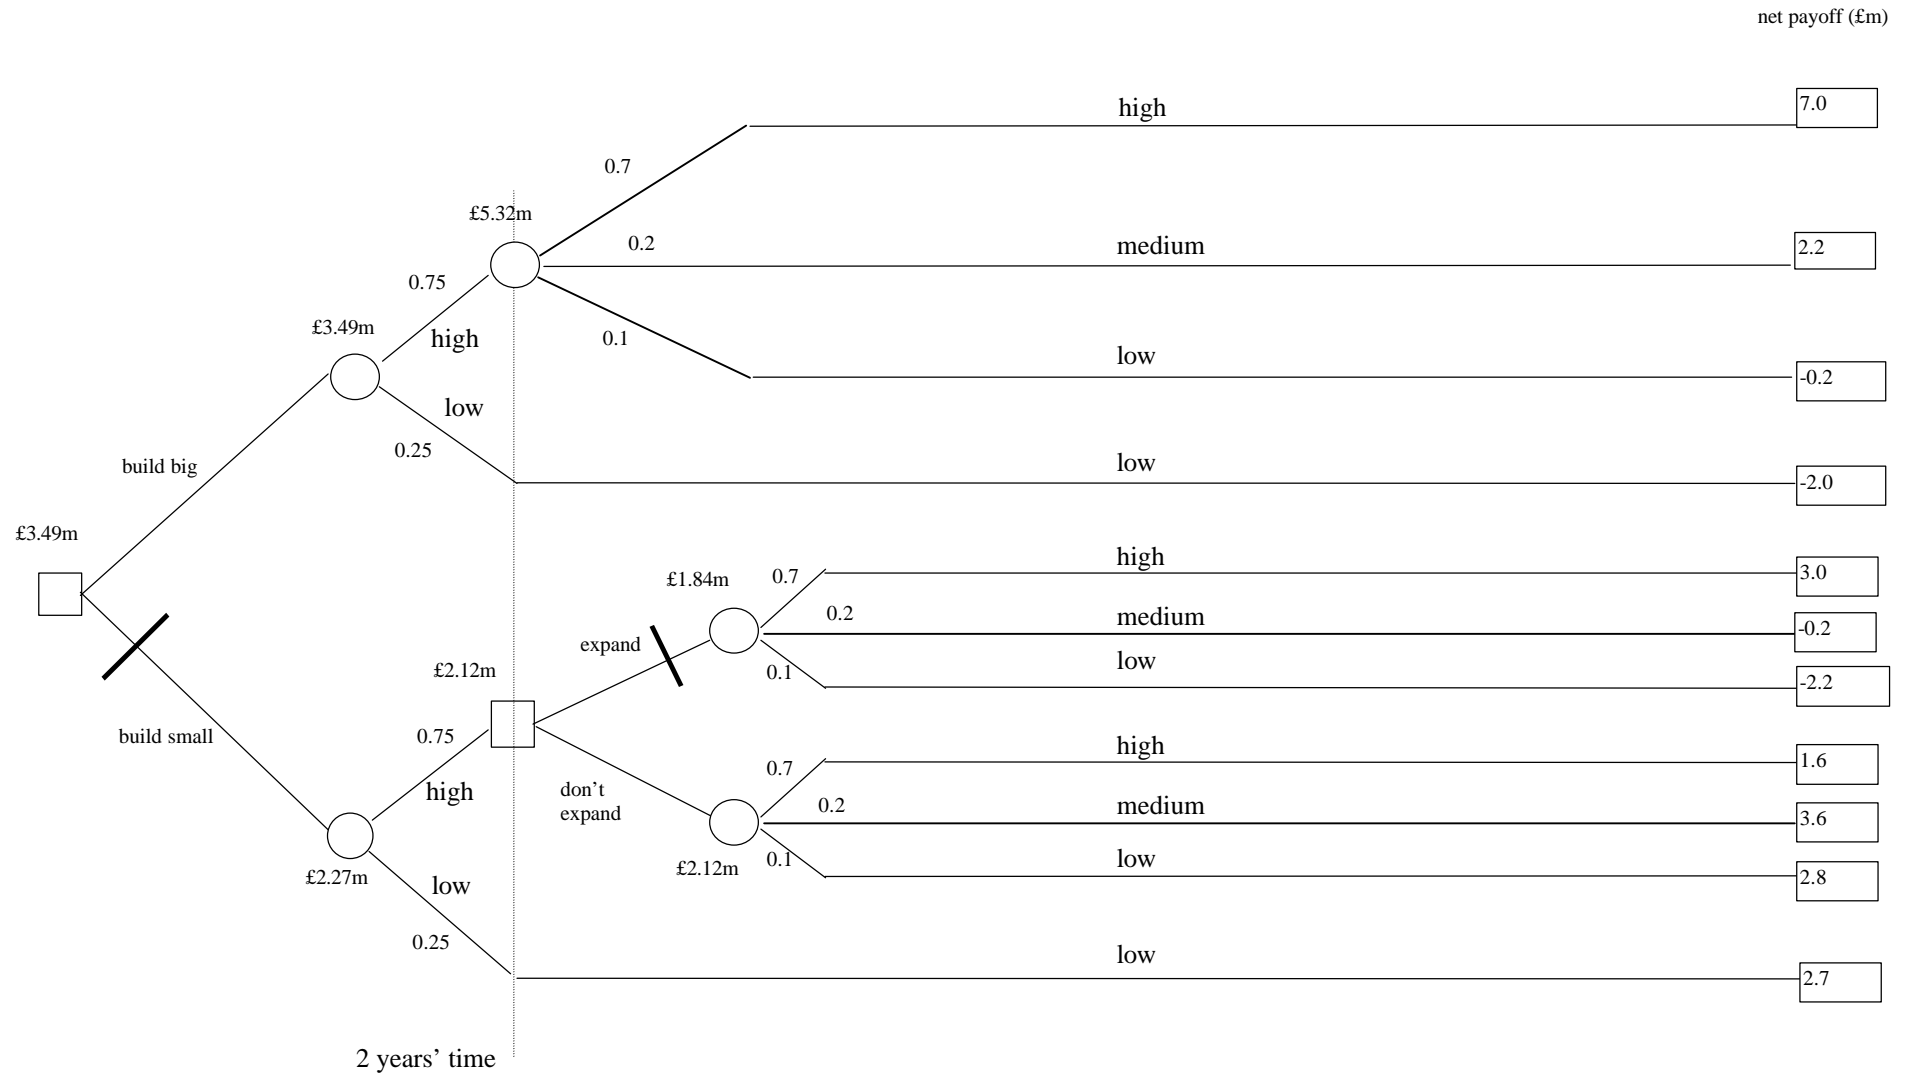 net payoff (£m)
high
7.0
0.7
£5.32m
0.2
medium
2.2
0.75
£3.49m
high
0.1
low
-0.2
low
0.25
build big
low
-2.0
£3.49m
high
£1.84m
0.7
3.0
0.2
medium
-0.2
expand
low
£2.12m
0.1
-2.2
build small
0.75
high
0.7
1.6
high
don’t
expand
0.2
medium
3.6
£2.12m
0.1
low
2.8
£2.27m
low
0.25
low
2.7
2 years’ time